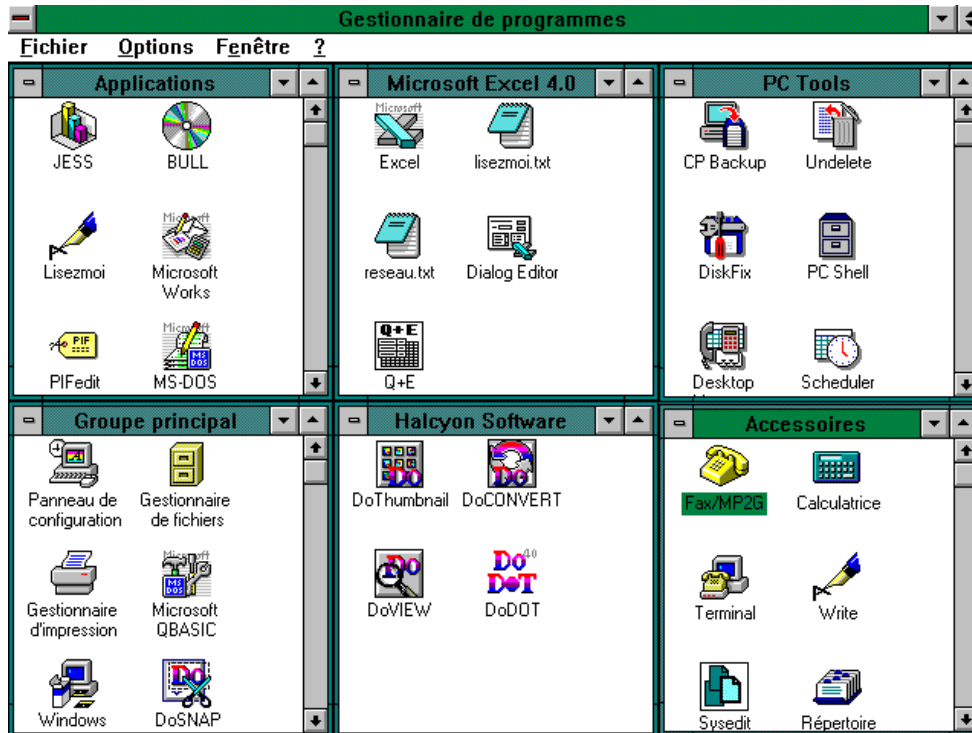 Gestionnaire de programmes
Fichier Options Fenêtre ?
Applications
JESS BULL
Lisezmoi Microsoft
Works
PIFedit MS-DOS
Microsoft Excel 4.0
Microsoft
Excel lisezmoi.txt
reseau.txt Dialog Editor
Q+E
Q+E
PC Tools
CP Backup Undelete
DiskFix PC Shell
Desktop Scheduler
Groupe principal
Panneau de Gestionnaire
configuration de fichiers
Gestionnaire Microsoft
d'impression QBASIC
Windows DoSNAP
Halcyon Software
DoThumbnail DoCONVERT
DoVIEW DoDOT
Accessoires
Fax/MP2G Calculatrice
Terminal Write
Sysedit Répertoire